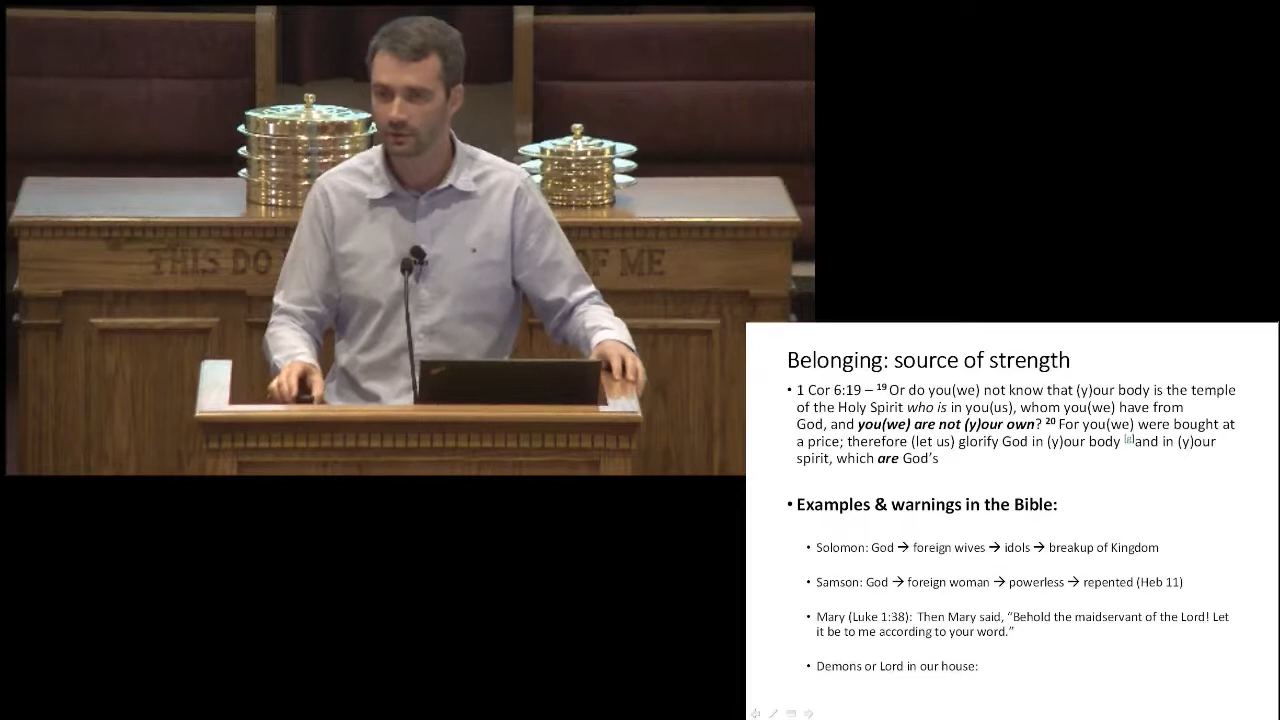 THIS DO
OF ME
Belonging: source of strength
• 1 Cor 6:19 – 19 Or do you(we) not know that (y)our body is the temple
of the Holy Spirit who is in you(us), whom you(we) have from
God, and you(we) are not (y)our own? 20 For you(we) were bought at
a price; therefore (let us) glorify God in (y)our body [g]and in (y)our
spirit, which are God's
• Examples & warnings in the Bible:
• Solomon: God → foreign wives → idols → breakup of Kingdom
• Samson: God → foreign woman → powerless → repented (Heb 11)
• Mary (Luke 1:38): Then Mary said, “Behold the maidservant of the Lord! Let
it be to me according to your word.”
• Demons or Lord in our house: